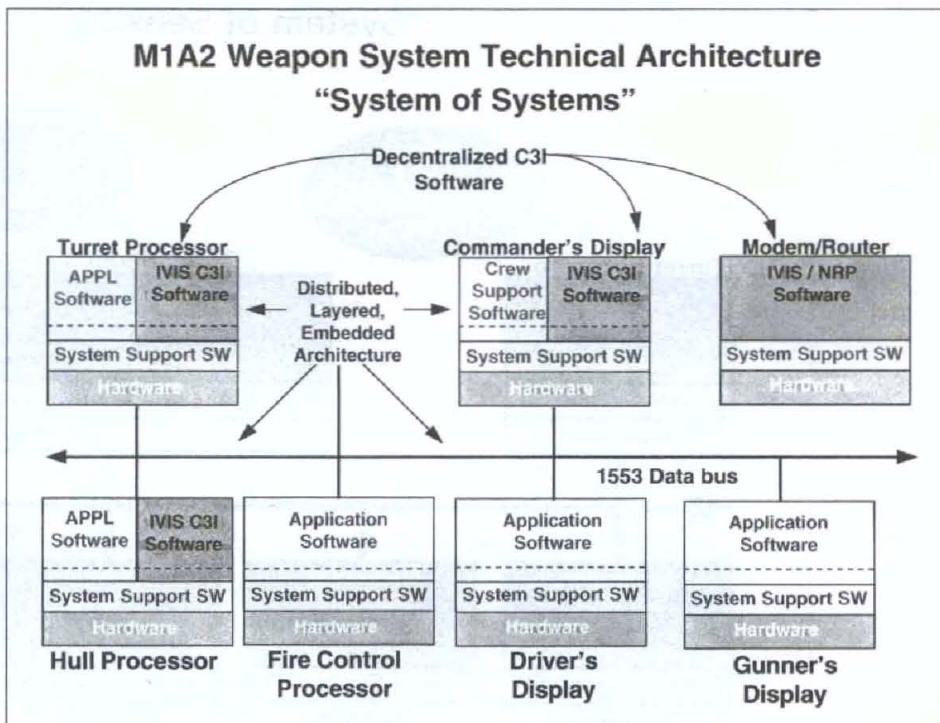 M1A2 Weapon System Technical Architecture
“System of Systems”
Decentralized C3I
Software
Turret Processor
APPL
Software
IVIS C3I
Software
System Support SW
Hardware
Distributed,
Layered,
Embedded
Architecture
Commander's Display
Crew
Support
Software
IVIS C3I
Software
System Support SW
Hardware
Modem/Router
IVIS / NRP
Software
System Support SW
Hardware
1553 Data bus
APPL
Software
IVIS C3I
Software
System Support SW
Hardware
Hull Processor
Application
Software
System Support SW
Hardware
Fire Control
Processor
Application
Software
System Support SW
Hardware
Driver's
Display
Application
Software
System Support SW
Hardware
Gunner's
Display